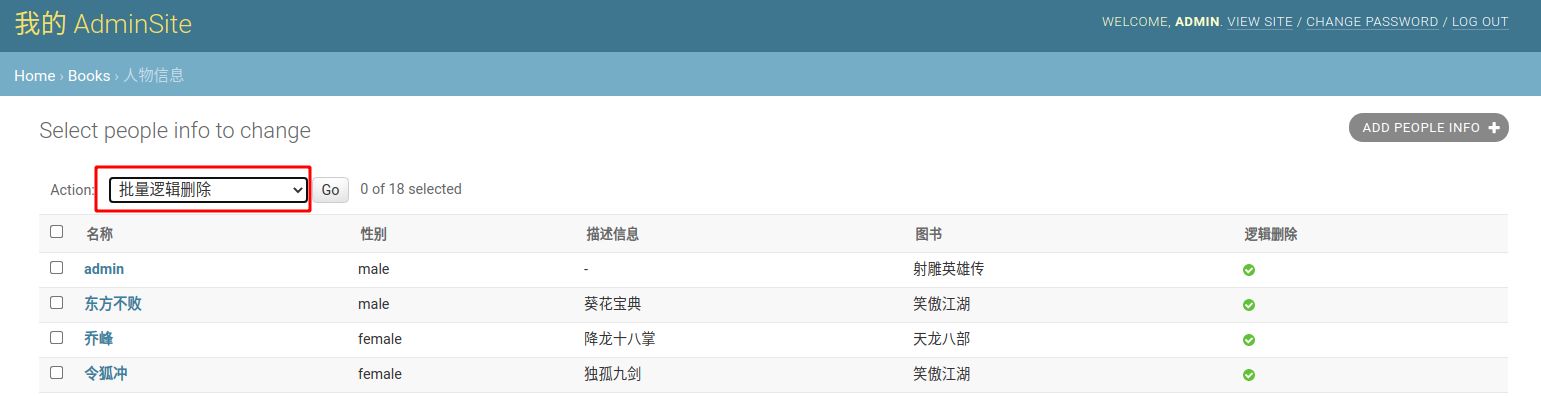 我的 AdminSite
WELCOME, ADMIN. VIEW SITE / CHANGE PASSWORD / LOG OUT
Home › Books › 人物信息
Select people info to change
ADD PEOPLE INFO +
Action: 批量逻辑删除 Go 0 of 18 selected
名称 性别 描述信息 图书 逻辑删除
admin male - 射雕英雄传
东方不败 male 葵花宝典 笑傲江湖
乔峰 female 降龙十八掌 天龙八部
令狐冲 female 独孤九剑 笑傲江湖